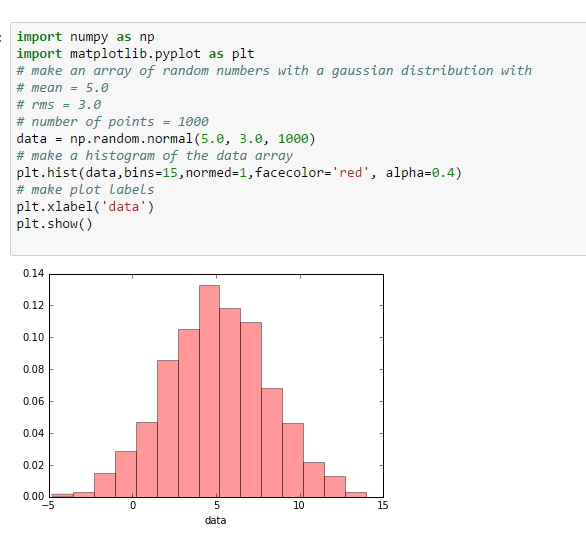 import numpy as np
import matplotlib.pyplot as plt
# make an array of random numbers with a gaussian distribution with
# mean = 5.0
# rms = 3.0
# number of points = 1000
data = np.random.normal(5.0, 3.0, 1000)
# make a histogram of the data array
plt.hist(data,bins=15,normed=1,facecolor='red', alpha=0.4)
# make plot labels
plt.xlabel('data')
plt.show()
0.14
0.12
0.10
0.08
0.06
0.04
0.02
0.00
−5 0 5 10 15
data